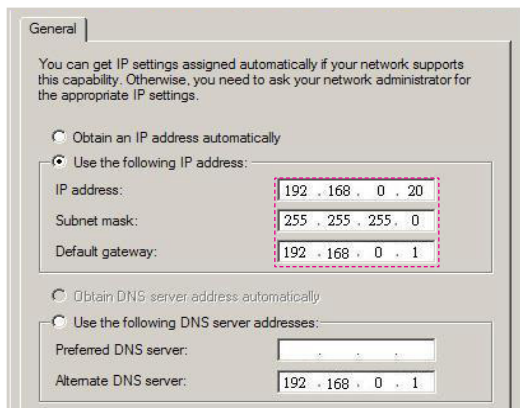 General
You can get IP settings assigned automatically if your network supports
this capability. Otherwise, you need to ask your network administrator for
the appropriate IP settings.
Obtain an IP address automatically
Use the following IP address:
IP address: 192 . 168 . 0 . 20
Subnet mask: 255 . 255 . 255 . 0
Default gateway: 192 . 168 . 0 . 1
Obtain DNS server address automatically
Use the following DNS server addresses:
Preferred DNS server: . . .
Alternate DNS server: 192 . 168 . 0 . 1